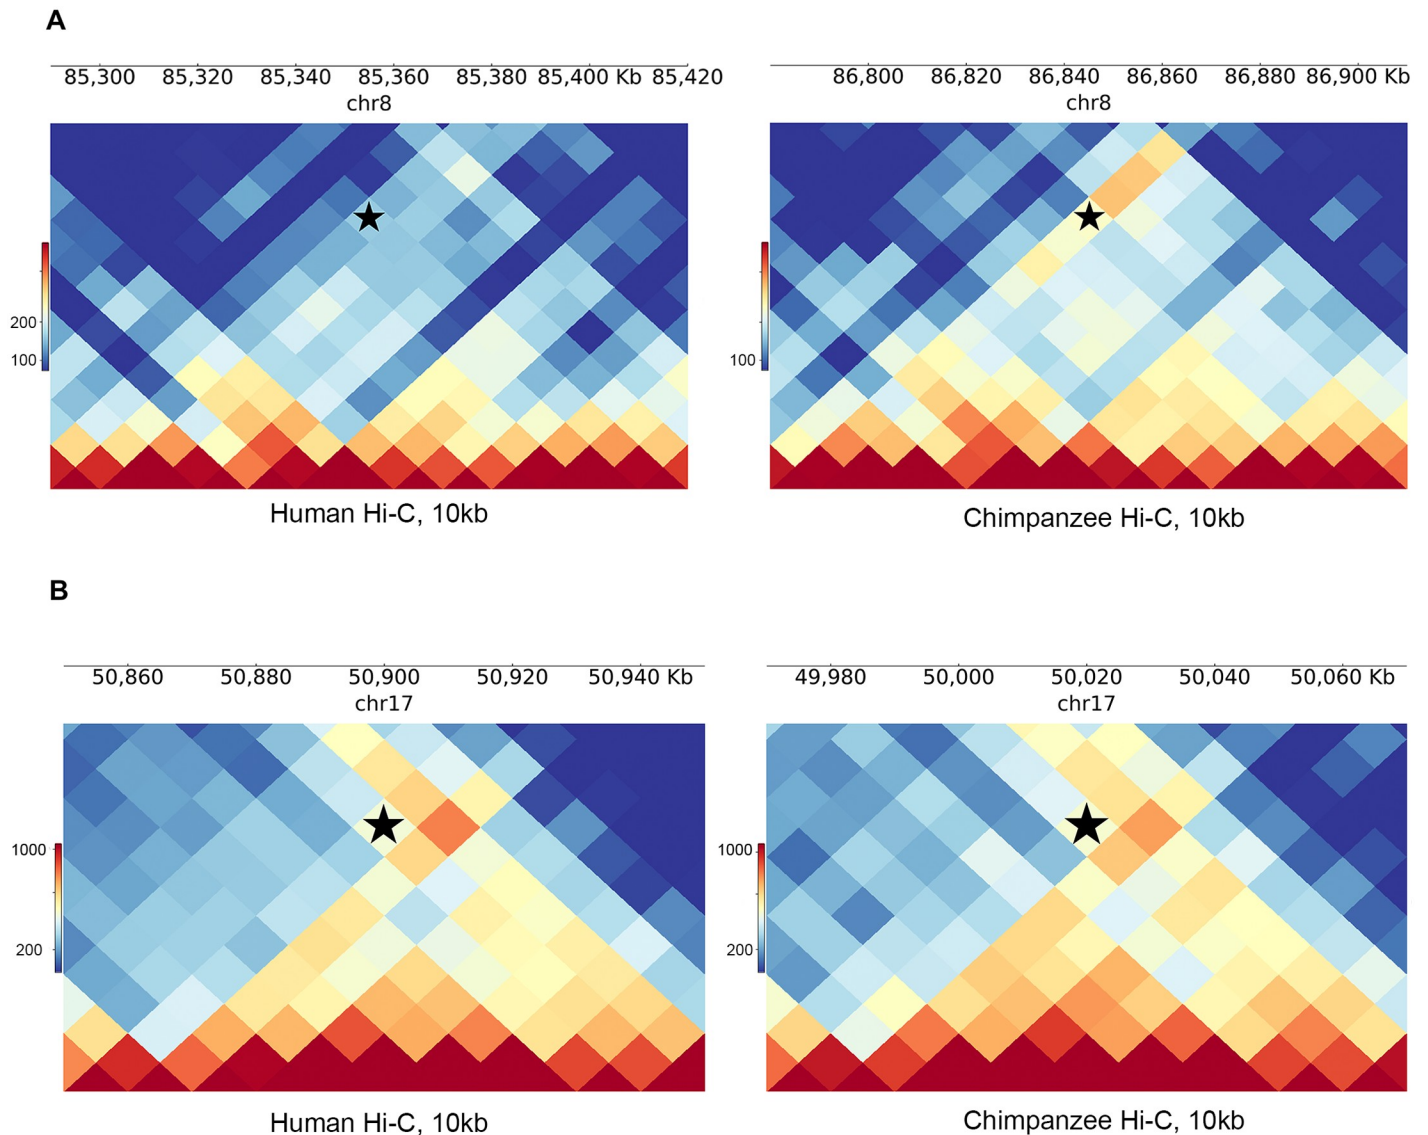 A
85,300 85,320 85,340 85,360 85,380 85,400 Kb 85,420
chr8
200
100
Human Hi-C, 10kb
86,800 86,820 86,840 86,860 86,880 86,900 Kb
chr8
100
Chimpanzee Hi-C, 10kb
B
50,860 50,880 50,900 50,920 50,940 Kb
chr17
1000
200
Human Hi-C, 10kb
49,980 50,000 50,020 50,040 50,060 Kb
chr17
1000
200
Chimpanzee Hi-C, 10kb